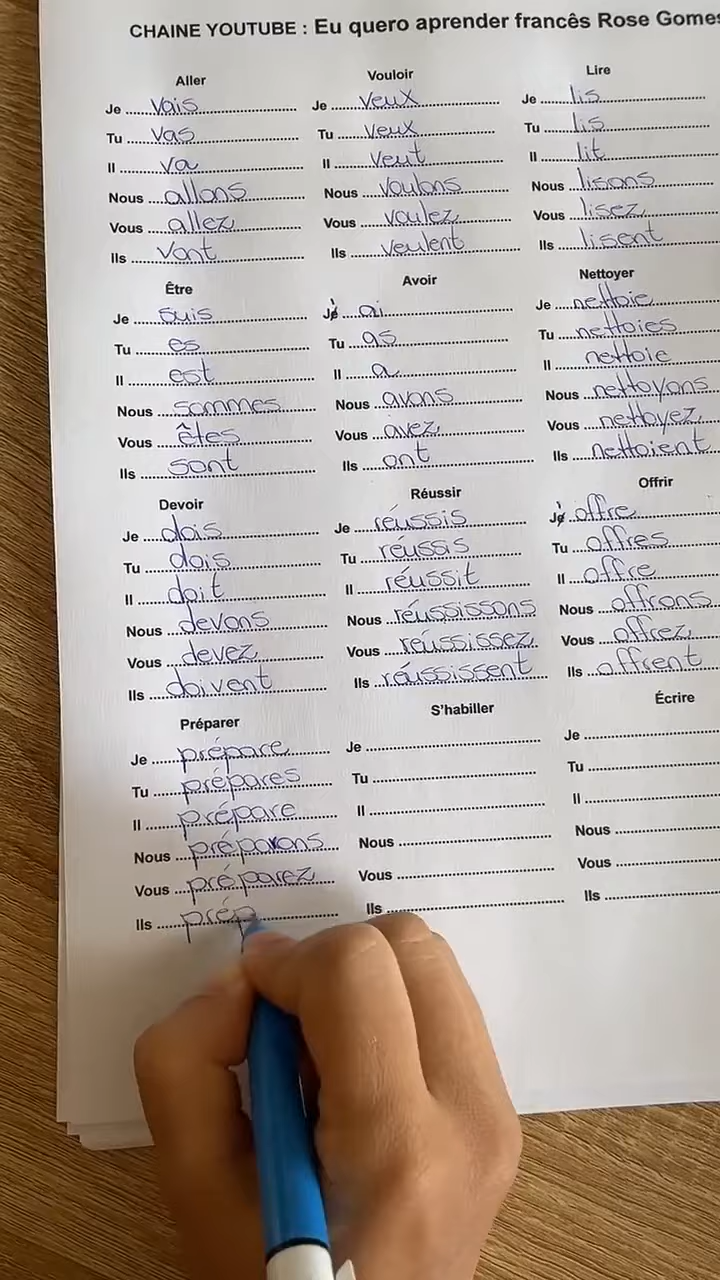 CHAINE YOUTUBE : Eu quero aprender francês Rose Gomes
Aller
Je vais
Tu vas
Il va
Nous allons
Vous allez
Ils vont
Vouloir
Je veux
Tu veux
Il veut
Nous voulons
Vous voulez
Ils veulent
Lire
Je lis
Tu lis
Il lit
Nous lisons
Vous lisez
Ils lisent
Être
Je suis
Tu es
Il est
Nous sommes
Vous êtes
Ils sont
Avoir
J' ai
Tu as
Il a
Nous avons
Vous avez
Ils ont
Nettoyer
Je nettoie
Tu nettoies
Il nettoie
Nous nettoyons
Vous nettoyez
Ils nettoient
Devoir
Je dois
Tu dois
Il doit
Nous devons
Vous devez
Ils doivent
Réussir
Je réussis
Tu réussis
Il réussit
Nous réussissons
Vous réussissez
Ils réussissent
Offrir
J' offre
Tu offres
Il offre
Nous offrons
Vous offrez
Ils offrent
Préparer
Je prépare
Tu prépares
Il prépare
Nous préparons
Vous préparez
Ils prép
S'habiller
Je
Tu
Il
Nous
Vous
Ils
Écrire
Je
Tu
Il
Nous
Vous
Ils